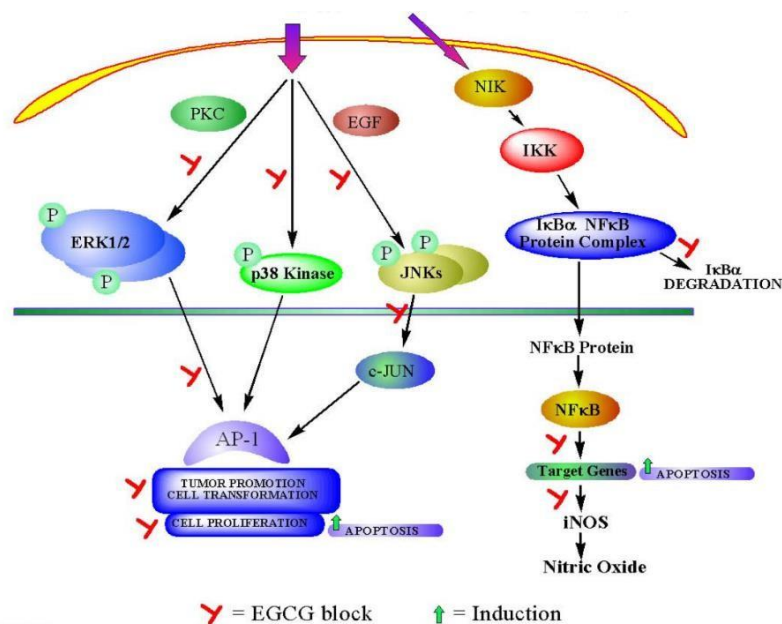 NIK
PKC
EGF
IKK
P
ERK1/2
P
P
p38 Kinase
P
P
JNKs
IκBα NFκB
Protein Complex
IκBα
DEGRADATION
NFκB Protein
c-JUN
NFκB
AP-1
Target Genes
APOPTOSIS
TUMOR PROMOTION
CELL TRANSFORMATION
CELL PROLIFERATION
APOPTOSIS
iNOS
Nitric Oxide
= EGCG block
= Induction